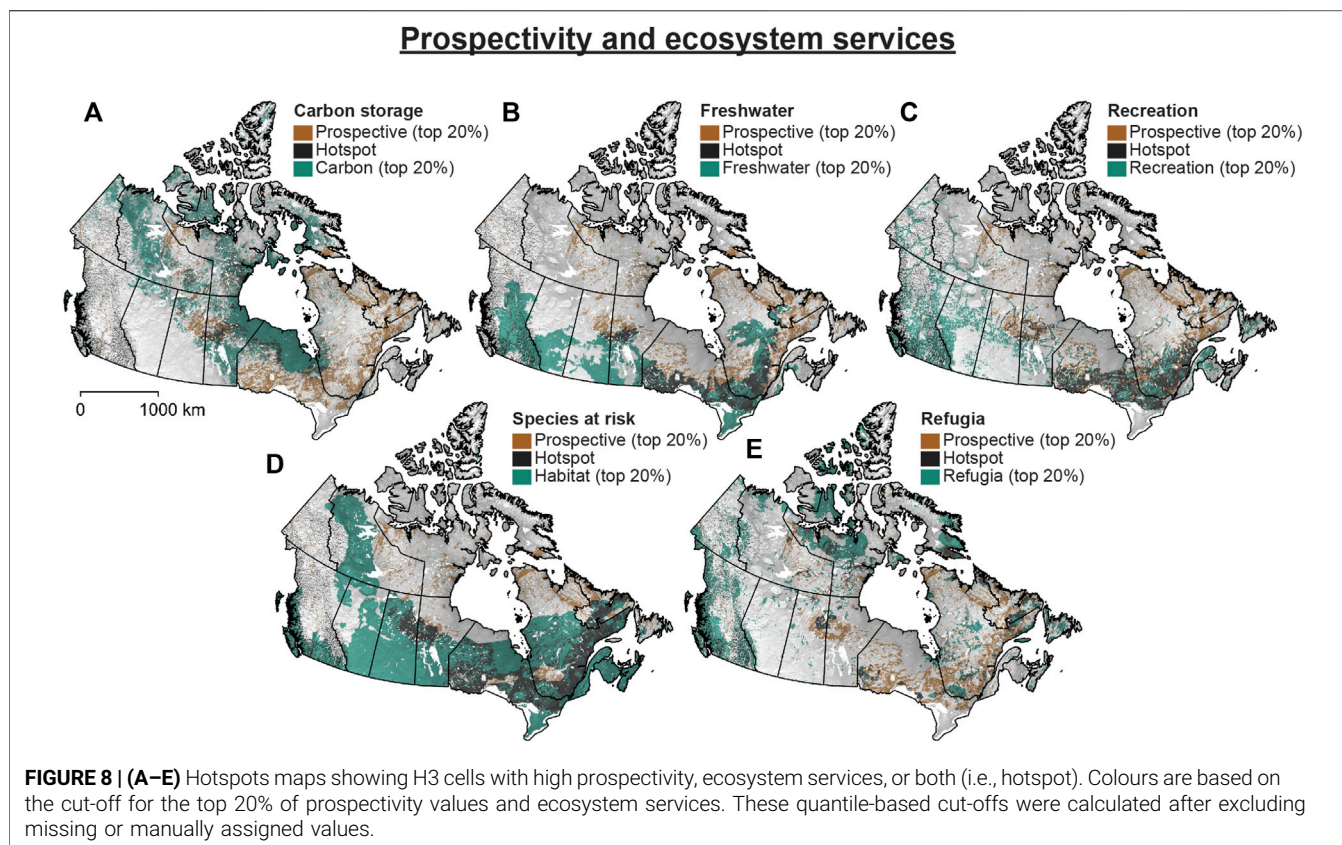 Prospectivity and ecosystem services
A
Carbon storage
Prospective (top 20%)
Hotspot
Carbon (top 20%)
B
Freshwater
Prospective (top 20%)
Hotspot
Freshwater (top 20%)
C
Recreation
Prospective (top 20%)
Hotspot
Recreation (top 20%)
0 1000 km
D
Species at risk
Prospective (top 20%)
Hotspot
Habitat (top 20%)
E
Refugia
Prospective (top 20%)
Hotspot
Refugia (top 20%)
FIGURE 8 | (A–E) Hotspots maps showing H3 cells with high prospectivity, ecosystem services, or both (i.e., hotspot). Colours are based on
the cut-off for the top 20% of prospectivity values and ecosystem services. These quantile-based cut-offs were calculated after excluding
missing or manually assigned values.